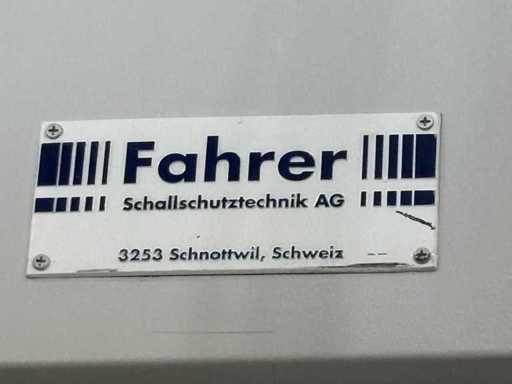 Fahrer
Schallschutztechnik AG
3253 Schnottwil, Schweiz